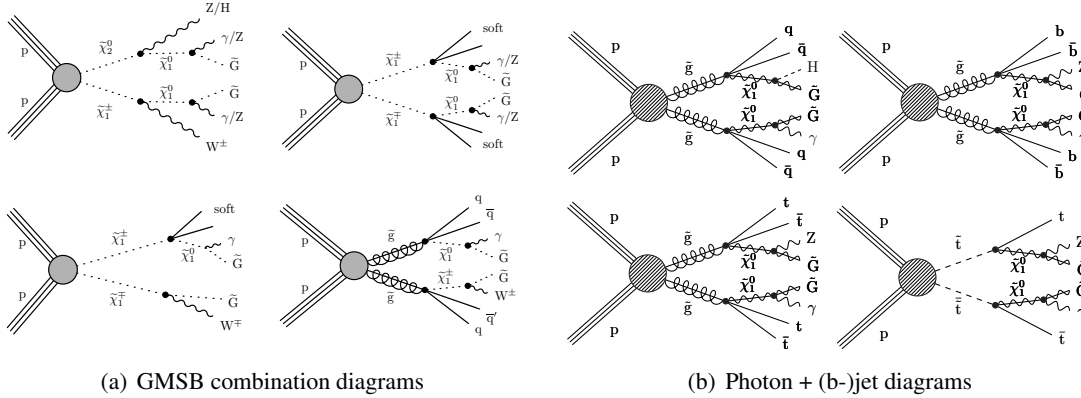 Z/H
p
χ̃⁰₂
γ/Z
χ̃⁰₁
G̃
p
χ̃±₁
χ̃⁰₁
G̃
γ/Z
W±
soft
p
χ̃±₁
γ/Z
χ̃⁰₁
G̃
p
χ̃∓₁
χ̃⁰₁
G̃
γ/Z
soft
soft
p
χ̃±₁
γ
χ̃⁰₁
G̃
p
χ̃∓₁
G̃
W∓
q
q̅
p
g̃
γ
χ̃⁰₁
G̃
p
g̃
χ̃±₁
G̃
W±
q̅′
q
(a) GMSB combination diagrams
q
q̄
p
g̃
H
χ̃⁰₁
G̃
p
g̃
χ̃⁰₁
G̃
γ
q
q̄
b
b̄
p
g̃
Z
χ̃⁰₁
p
g̃
χ̃⁰₁
γ
b
b̄
t
t̄
p
g̃
Z
χ̃⁰₁
G̃
p
g̃
χ̃⁰₁
G̃
γ
t
t̄
t
p
t̃
Z
χ̃⁰₁
p
t̃̄
χ̃⁰₁
γ
t̄
(b) Photon + (b-)jet diagrams